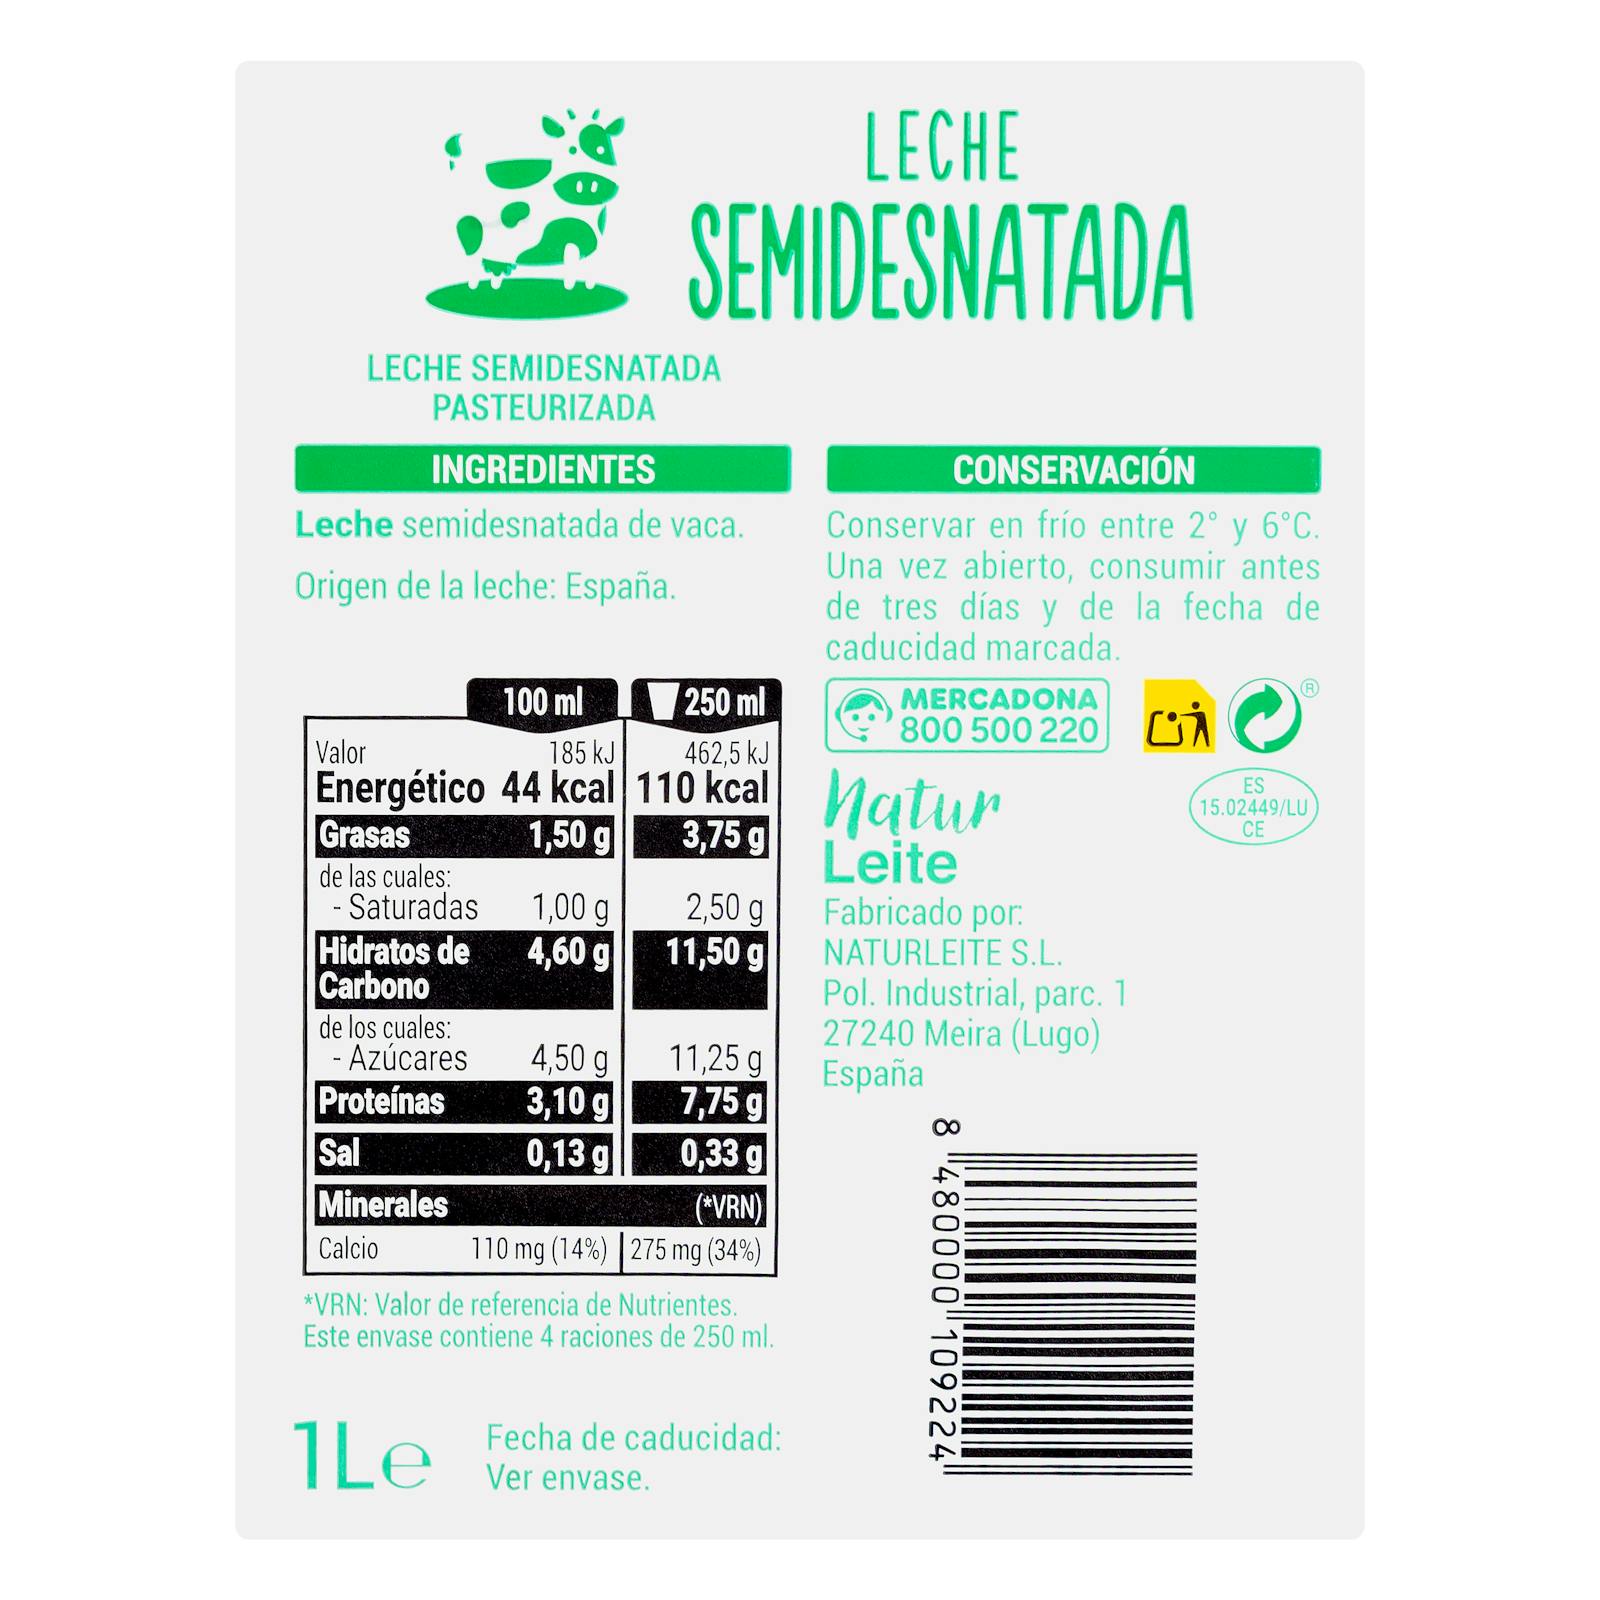 LECHE
SEMIDESNATADA
LECHE SEMIDESNATADA
PASTEURIZADA
INGREDIENTES
Leche semidesnatada de vaca.
Origen de la leche: España.
CONSERVACIÓN
Conservar en frío entre 2° y 6°C.
Una vez abierto, consumir antes
de tres días y de la fecha de
caducidad marcada.
100 ml 250 ml
Valor 185 kJ 462,5 kJ
Energético 44 kcal 110 kcal
Grasas 1,50 g 3,75 g
de las cuales:
- Saturadas 1,00 g 2,50 g
Hidratos de 4,60 g 11,50 g
Carbono
de los cuales:
- Azúcares 4,50 g 11,25 g
Proteínas 3,10 g 7,75 g
Sal 0,13 g 0,33 g
Minerales (*VRN)
Calcio 110 mg (14%) 275 mg (34%)
*VRN: Valor de referencia de Nutrientes.
Este envase contiene 4 raciones de 250 ml.
1L e
Fecha de caducidad:
Ver envase.
MERCADONA
800 500 220
®
ES
15.02449/LU
CE
Natur
Leite
Fabricado por:
NATURLEITE S.L.
Pol. Industrial, parc. 1
27240 Meira (Lugo)
España
8 480000 109224